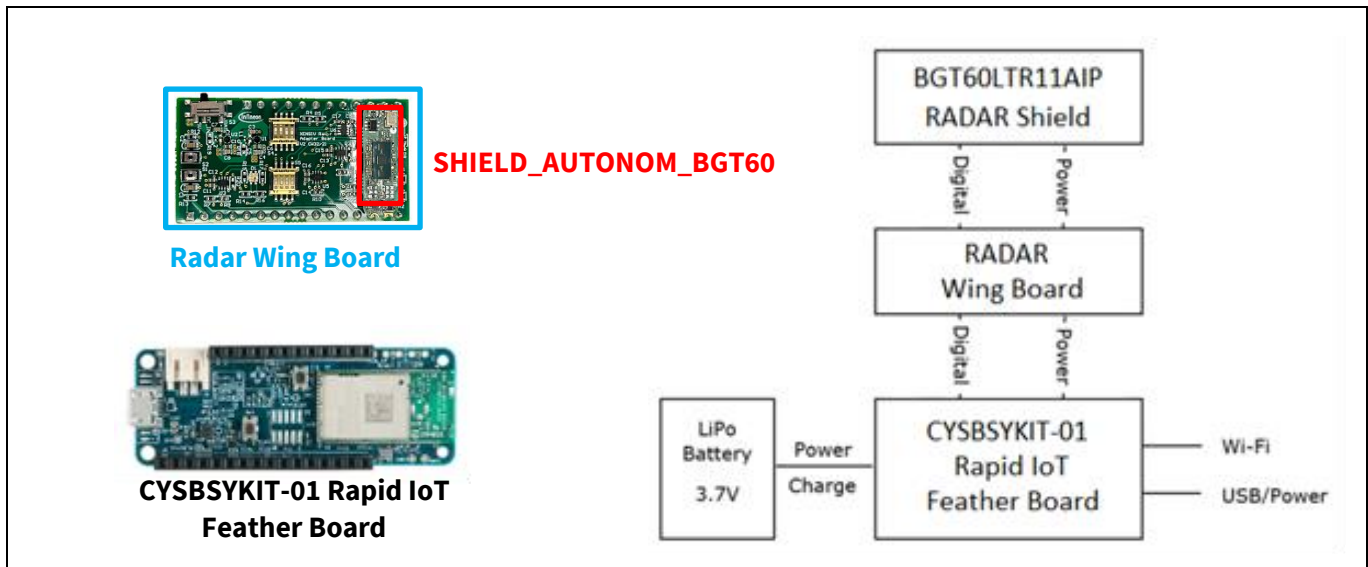 SHIELD_AUTONOM_BGT60
Radar Wing Board
CYSBSYKIT-01 Rapid IoT
Feather Board
BGT60LTR11AIP
RADAR Shield
Digital
Power
RADAR
Wing Board
Digital
Power
LiPo
Battery
3.7V
Power
Charge
CYSBSYKIT-01
Rapid IoT
Feather Board
Wi-Fi
USB/Power